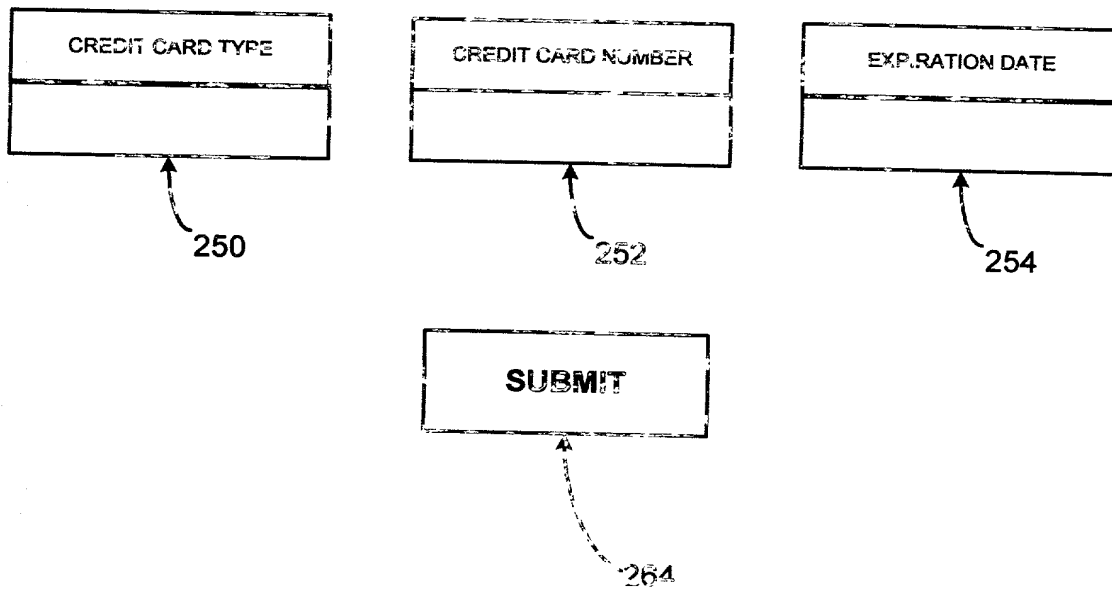 CREDIT CARD TYPE
CREDIT CARD NUMBER
EXPIRATION DATE
250
252
254
SUBMIT
264